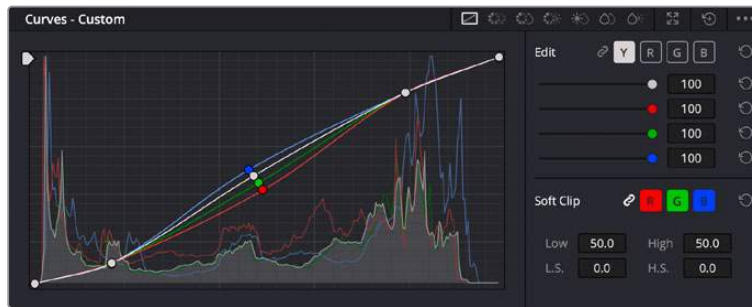 Curves - Custom
Edit Y R G B
100
100
100
100
Soft Clip R G B
Low 50.0 High 50.0
L.S. 0.0 H.S. 0.0